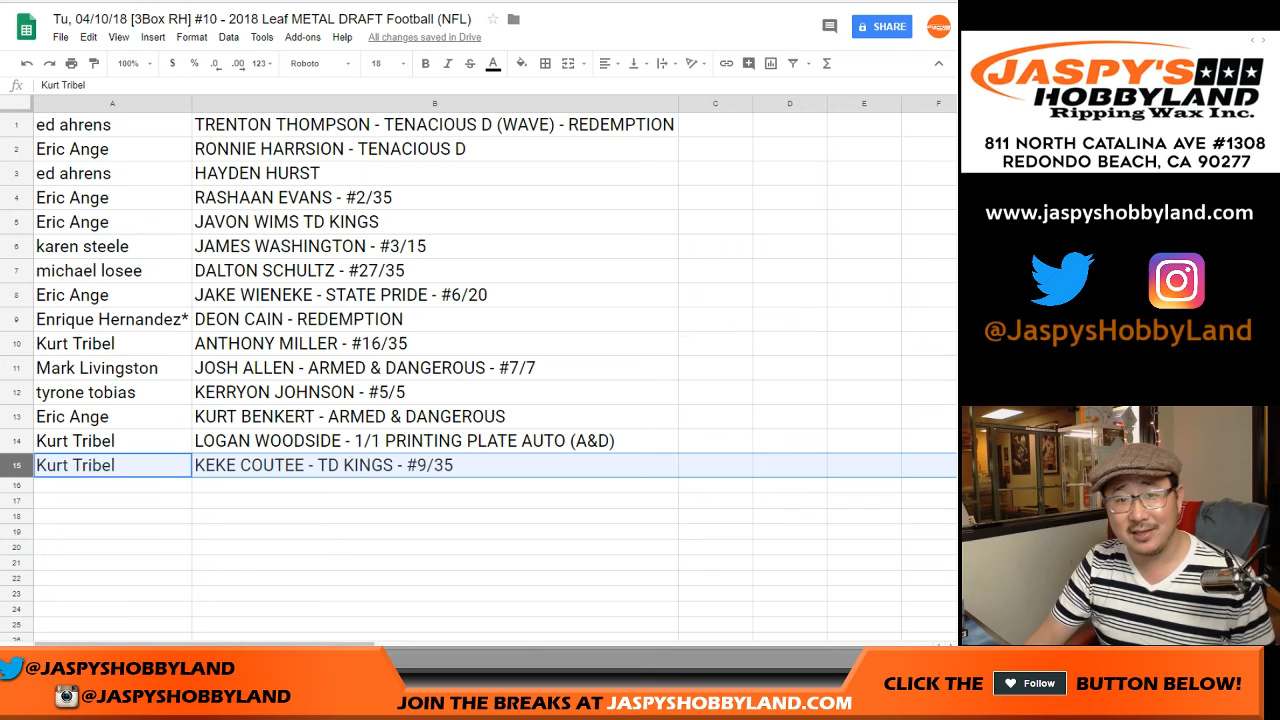 Tu, 04/10/18 [3Box RH] #10 - 2018 Leaf METAL DRAFT Football (NFL)
File Edit View Insert Format Data Tools Add-ons Help All changes saved in Drive
SHARE
100% $ % .0 .00 123 Roboto 18 B I S A Σ
fx Kurt Tribel
A B C D E F
1 ed ahrens TRENTON THOMPSON - TENACIOUS D (WAVE) - REDEMPTION
2 Eric Ange RONNIE HARRSION - TENACIOUS D
3 ed ahrens HAYDEN HURST
4 Eric Ange RASHAAN EVANS - #2/35
5 Eric Ange JAVON WIMS TD KINGS
6 karen steele JAMES WASHINGTON - #3/15
7 michael losee DALTON SCHULTZ - #27/35
8 Eric Ange JAKE WIENEKE - STATE PRIDE - #6/20
9 Enrique Hernandez* DEON CAIN - REDEMPTION
10 Kurt Tribel ANTHONY MILLER - #16/35
11 Mark Livingston JOSH ALLEN - ARMED & DANGEROUS - #7/7
12 tyrone tobias KERRYON JOHNSON - #5/5
13 Eric Ange KURT BENKERT - ARMED & DANGEROUS
14 Kurt Tribel LOGAN WOODSIDE - 1/1 PRINTING PLATE AUTO (A&D)
15 Kurt Tribel KEKE COUTEE - TD KINGS - #9/35
16
17
18
19
20
21
22
23
24
25
26
JASPY'S
HOBBYLAND
Ripping Wax Inc.
811 NORTH CATALINA AVE #1308
REDONDO BEACH, CA 90277
www.jaspyshobbyland.com
@JaspysHobbyLand
@JASPYSHOBBYLAND
@JASPYSHOBBYLAND
JOIN THE BREAKS AT JASPYSHOBBYLAND.COM
CLICK THE Follow BUTTON BELOW!